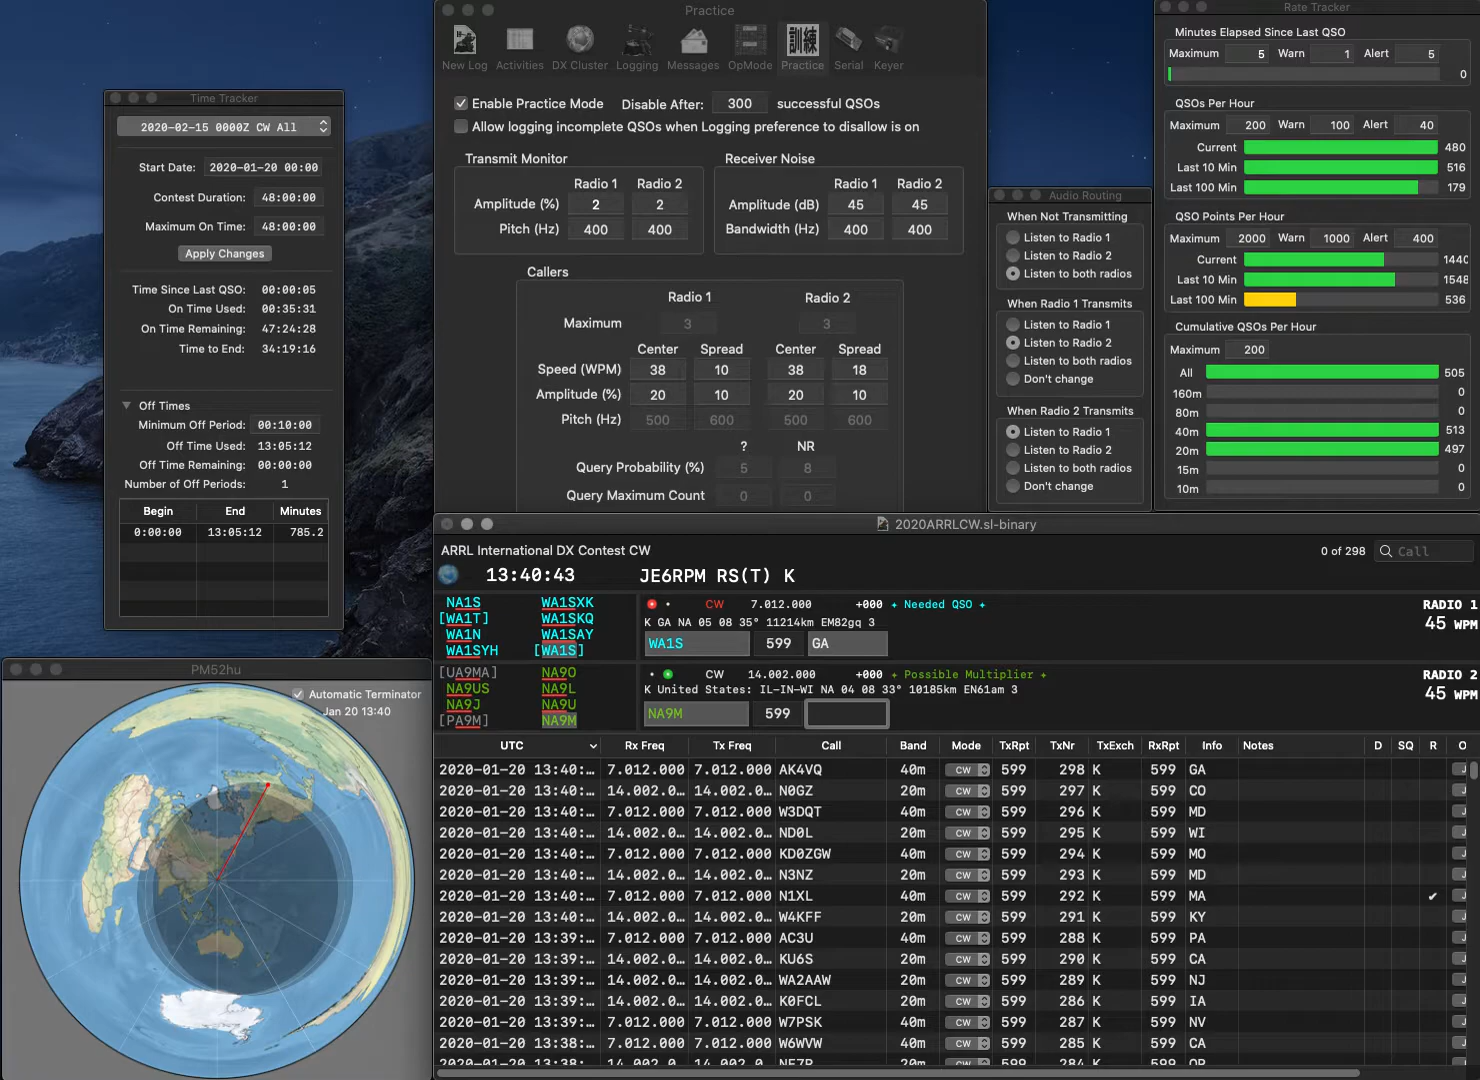 Time Tracker
2020-02-15 0000Z CW All
Start Date: 2020-01-20 00:00
Contest Duration: 48:00:00
Maximum On Time: 48:00:00
Apply Changes
Time Since Last QSO: 00:00:05
On Time Used: 00:35:31
On Time Remaining: 47:24:28
Time to End: 34:19:16
Off Times
Minimum Off Period: 00:10:00
Off Time Used: 13:05:12
Off Time Remaining: 00:00:00
Number of Off Periods: 1
Begin End Minutes
0:00:00 13:05:12 785.2
PM52hu
Automatic Terminator
Jan 20 13:40
Practice
New Log Activities DX Cluster Logging Messages OpMode Practice Serial Keyer
訓練
Enable Practice Mode Disable After: 300 successful QSOs
Allow logging incomplete QSOs when Logging preference to disallow is on
Transmit Monitor
Radio 1 Radio 2
Amplitude (%) 2 2
Pitch (Hz) 400 400
Receiver Noise
Radio 1 Radio 2
Amplitude (dB) 45 45
Bandwidth (Hz) 400 400
Callers
Radio 1 Radio 2
Maximum 3 3
Center Spread Center Spread
Speed (WPM) 38 10 38 18
Amplitude (%) 20 10 20 10
Pitch (Hz) 500 600 500 600
? NR
Query Probability (%) 5 8
Query Maximum Count 0 0
Audio Routing
When Not Transmitting
Listen to Radio 1
Listen to Radio 2
Listen to both radios
When Radio 1 Transmits
Listen to Radio 1
Listen to Radio 2
Listen to both radios
Don't change
When Radio 2 Transmits
Listen to Radio 1
Listen to Radio 2
Listen to both radios
Don't change
Rate Tracker
Minutes Elapsed Since Last QSO
Maximum 5 Warn 1 Alert 5
0
QSOs Per Hour
Maximum 200 Warn 100 Alert 40
Current 480
Last 10 Min 516
Last 100 Min 179
QSO Points Per Hour
Maximum 2000 Warn 1000 Alert 400
Current 1440
Last 10 Min 1548
Last 100 Min 536
Cumulative QSOs Per Hour
Maximum 200
All 505
160m 0
80m 0
40m 513
20m 497
15m 0
10m 0
2020ARRLCW.sl-binary
ARRL International DX Contest CW 0 of 298 Call
13:40:43 JE6RPM RS(T) K
NA1S WA1SXK
[WA1T] WA1SKQ
WA1N WA1SAY
WA1SYH [WA1S]
CW 7.012.000 +000 + Needed QSO + RADIO 1
K GA NA 05 08 35° 11214km EM82gq 3 45 WPM
WA1S 599 GA
[UA9MA] NA9O
NA9US NA9L
NA9J NA9U
[PA9M] NA9M
CW 14.002.000 +000 + Possible Multiplier + RADIO 2
K United States: IL-IN-WI NA 04 08 33° 10185km EN61am 3 45 WPM
NA9M 599
UTC Rx Freq Tx Freq Call Band Mode TxRpt TxNr TxExch RxRpt Info Notes D SQ R O
2020-01-20 13:40:... 7.012.000 7.012.000 AK4VQ 40m CW 599 298 K 599 GA
2020-01-20 13:40:... 14.002.0... 14.002.0... N0GZ 20m CW 599 297 K 599 CO
2020-01-20 13:40:... 7.012.000 7.012.000 W3DQT 40m CW 599 296 K 599 MD
2020-01-20 13:40:... 14.002.0... 14.002.0... ND0L 20m CW 599 295 K 599 WI
2020-01-20 13:40:... 7.012.000 7.012.000 KD0ZGW 40m CW 599 294 K 599 MO
2020-01-20 13:40:... 14.002.0... 14.002.0... N3NZ 20m CW 599 293 K 599 MD
2020-01-20 13:40:... 7.012.000 7.012.000 N1XL 40m CW 599 292 K 599 MA ✓
2020-01-20 13:40:... 14.002.0... 14.002.0... W4KFF 20m CW 599 291 K 599 KY
2020-01-20 13:39:... 7.012.000 7.012.000 AC3U 40m CW 599 288 K 599 PA
2020-01-20 13:39:... 14.002.0... 14.002.0... KU6S 20m CW 599 290 K 599 CA
2020-01-20 13:39:... 7.012.000 7.012.000 WA2AAW 40m CW 599 289 K 599 NJ
2020-01-20 13:39:... 14.002.0... 14.002.0... K0FCL 20m CW 599 286 K 599 IA
2020-01-20 13:39:... 7.012.000 7.012.000 W7PSK 40m CW 599 287 K 599 NV
2020-01-20 13:38:... 7.012.000 7.012.000 W6WVW 40m CW 599 285 K 599 CA